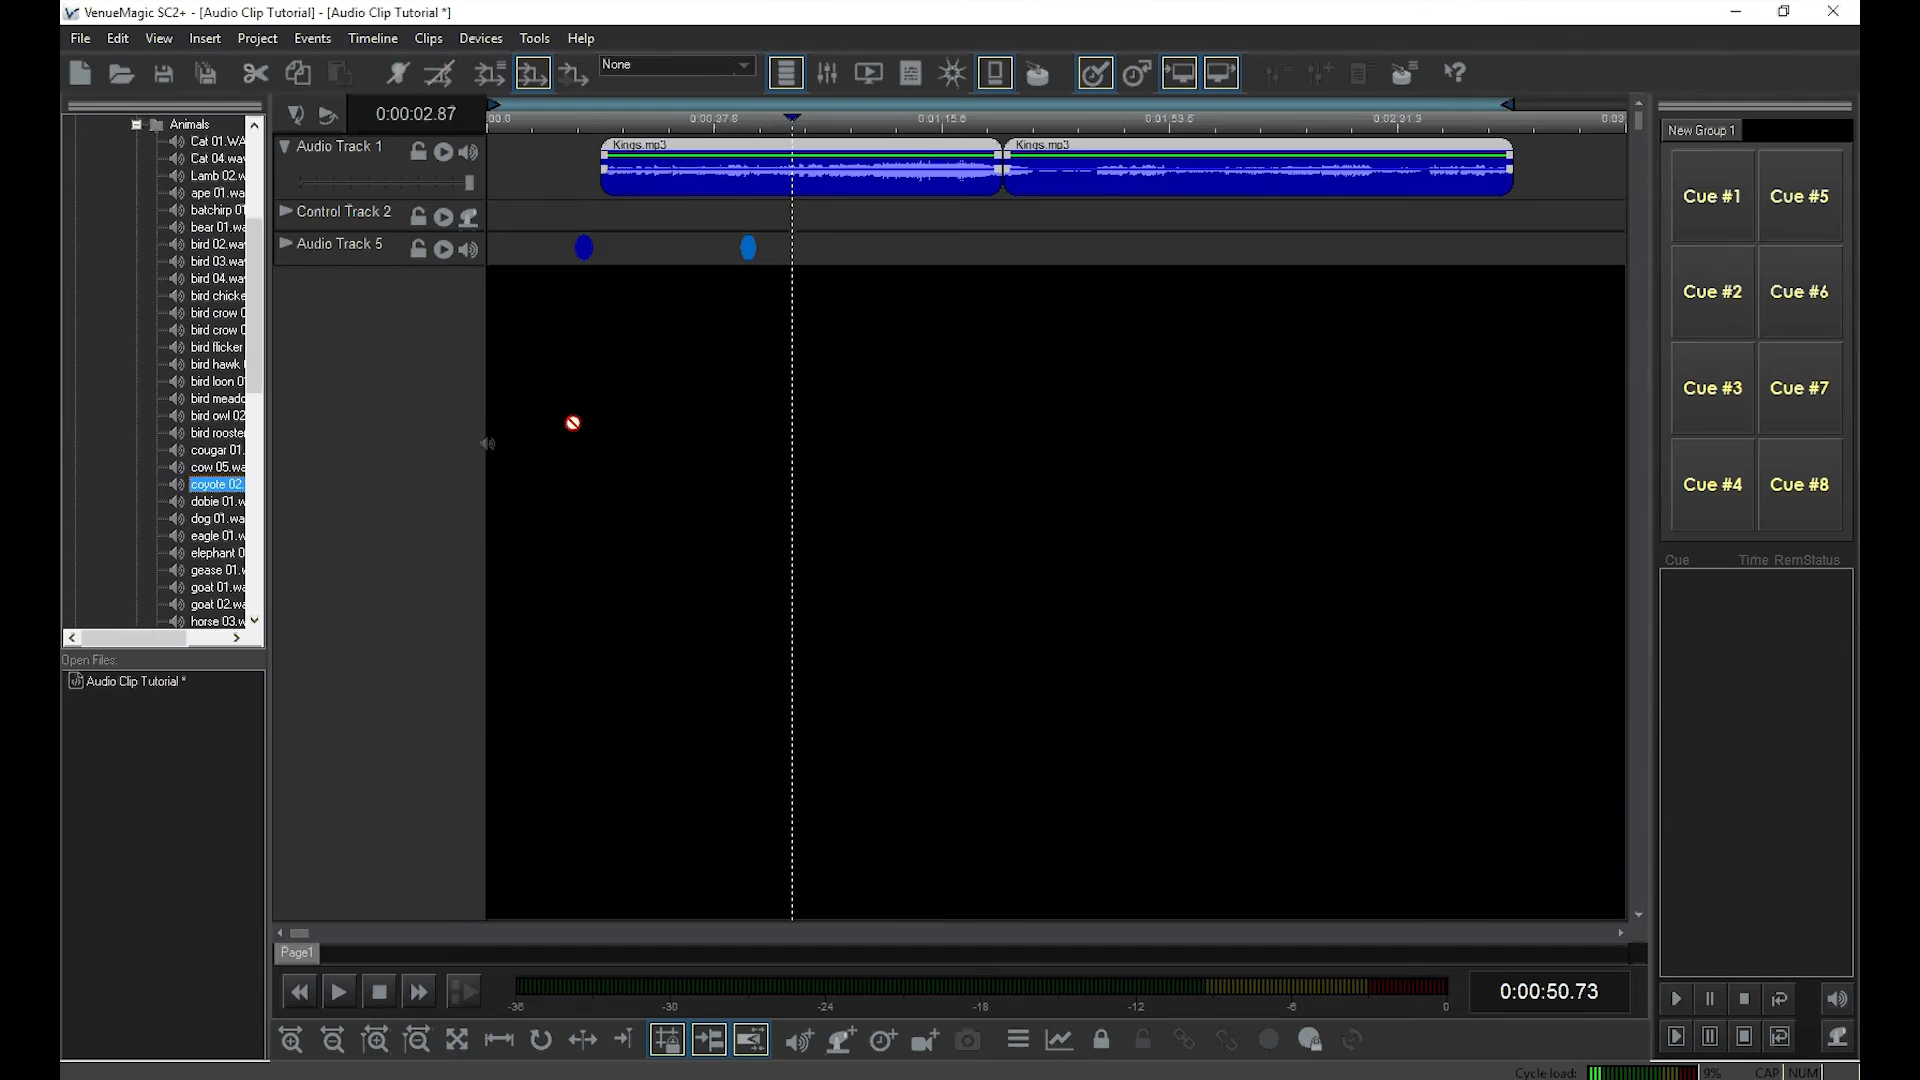 VenueMagic SC2+ - [Audio Clip Tutorial] - [Audio Clip Tutorial *]
File Edit View Insert Project Events Timeline Clips Devices Tools Help
None
0:00:02.87
00.0 0:00:37.8 0:01:15.6 0:01:53.5 0:02:31.3 0:03
Animals
Cat 01.WA
Cat 04.wav
Lamb 02.w
ape 01.wa
batchirp 01
bear 01.wa
bird 02.wav
bird 03.wav
bird 04.wav
bird chicke
bird crow 0
bird crow 0
bird flicker
bird hawk
bird loon 01
bird meado
bird owl 02
bird rooster
cougar 01.
cow 05.wa
coyote 02.
dobie 01.w
dog 01.wa
eagle 01.w
elephant 0
gease 01.w
goat 01.wa
goat 02.wa
horse 03.w
Open Files:
Audio Clip Tutorial *
Audio Track 1
Kings.mp3 Kings.mp3
Control Track 2
Audio Track 5
New Group 1
Cue #1 Cue #5
Cue #2 Cue #6
Cue #3 Cue #7
Cue #4 Cue #8
Cue Time RemStatus
Page1
-36 -30 -24 -18 -12 -6 0
0:00:50.73
Cycle load: 9% CAP NUM